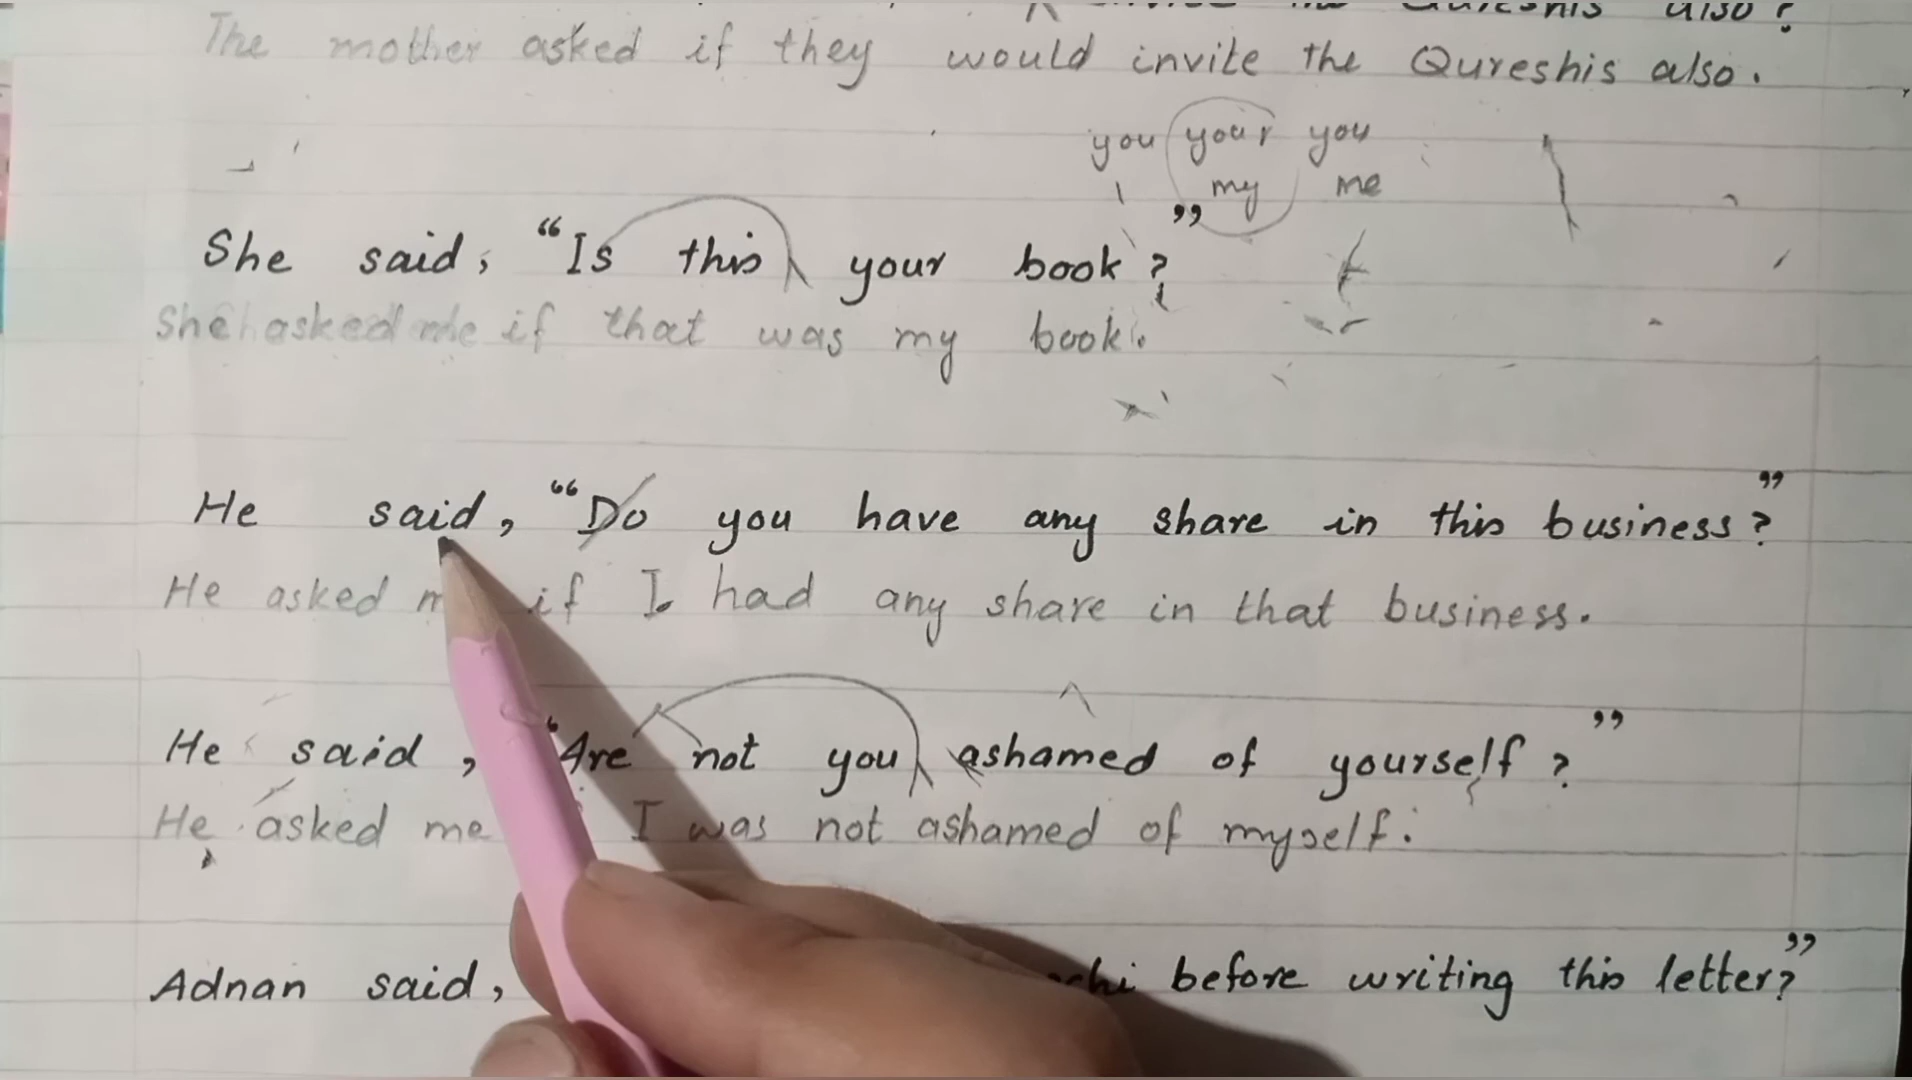 Qureshis also?
The mother asked if they would invite the Qureshis also.
you your you
I my me
She said, “Is this your book?”
She asked me if that was my book.
He said, “Do you have any share in this business?”
He asked if I had any share in that business.
He said, “Are not you ashamed of yourself?”
He asked me I was not ashamed of myself.
Adnan said, before writing this letter?”